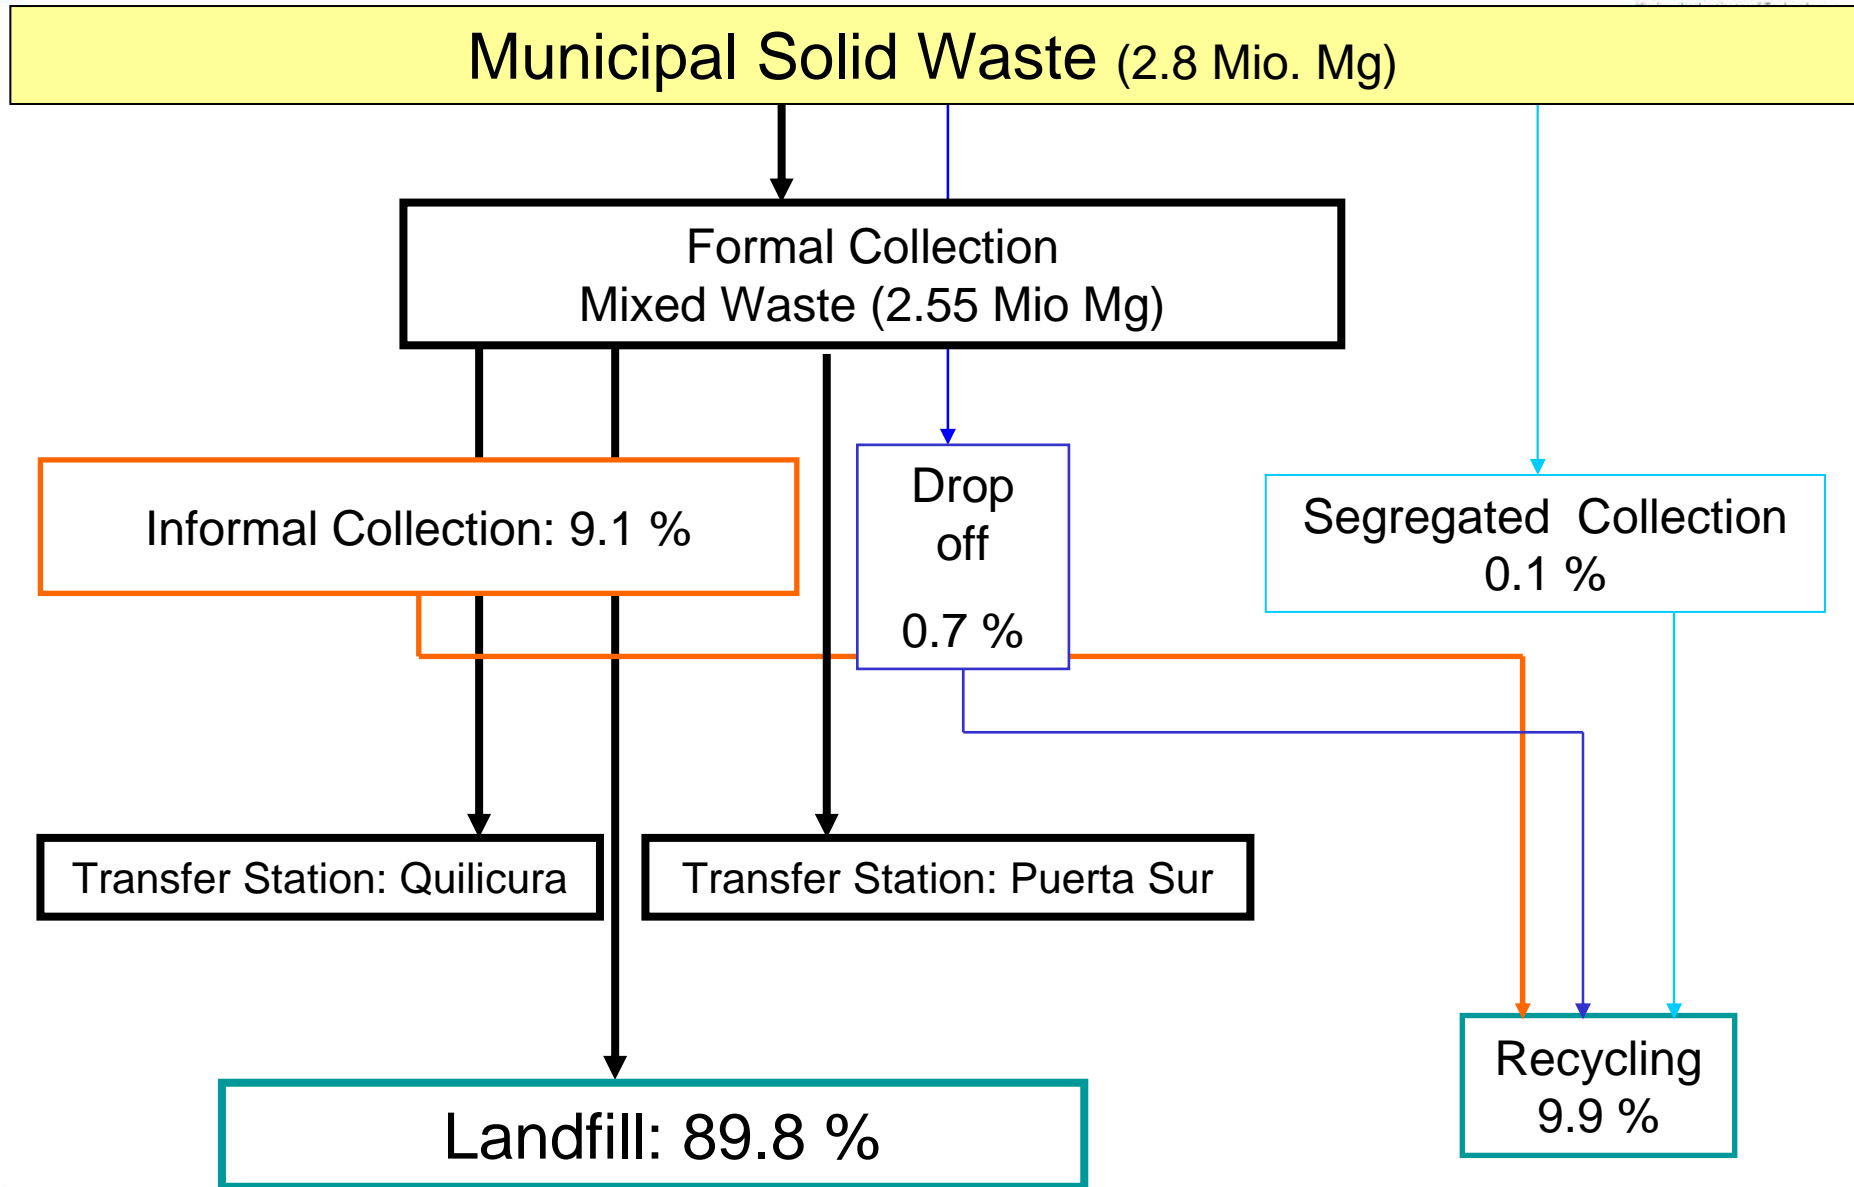 Municipal Solid Waste (2.8 Mio. Mg)
Formal Collection
Mixed Waste (2.55 Mio Mg)
Informal Collection: 9.1 %
Drop
off
0.7 %
Segregated Collection
0.1 %
Transfer Station: Quilicura
Transfer Station: Puerta Sur
Recycling
9.9 %
Landfill: 89.8 %